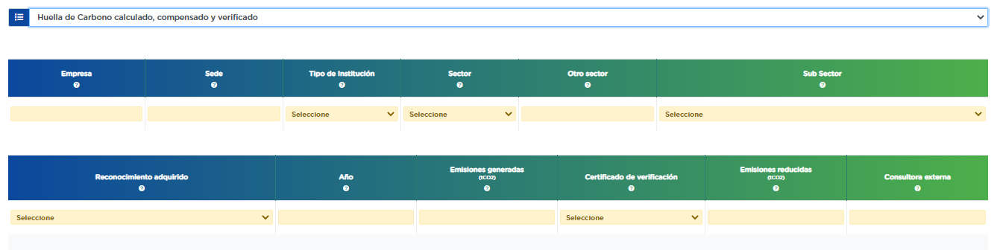 Huella de Carbono calculado, compensado y verificado
Empresa Sede Tipo de Institución Sector Otro sector Sub Sector
? ? ? ? ? ?
Seleccione Seleccione Seleccione
Reconocimiento adquirido Año Emisiones generadas (tCO2) Certificado de verificación Emisiones reducidas (tCO2) Consultora externa
? ? ? ? ? ?
Seleccione Seleccione